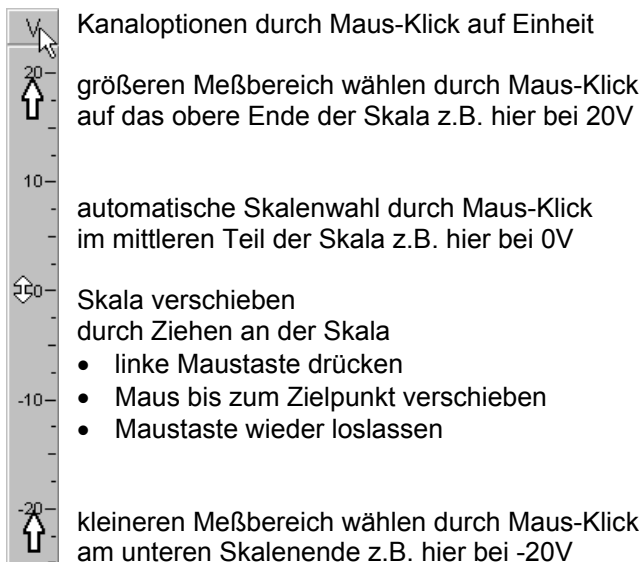 V
Kanaloptionen durch Maus-Klick auf Einheit
20
größeren Meßbereich wählen durch Maus-Klick
auf das obere Ende der Skala z.B. hier bei 20V
10
automatische Skalenwahl durch Maus-Klick
im mittleren Teil der Skala z.B. hier bei 0V
0
Skala verschieben
durch Ziehen an der Skala
• linke Maustaste drücken
-10
• Maus bis zum Zielpunkt verschieben
• Maustaste wieder loslassen
-20
kleineren Meßbereich wählen durch Maus-Klick
am unteren Skalenende z.B. hier bei -20V